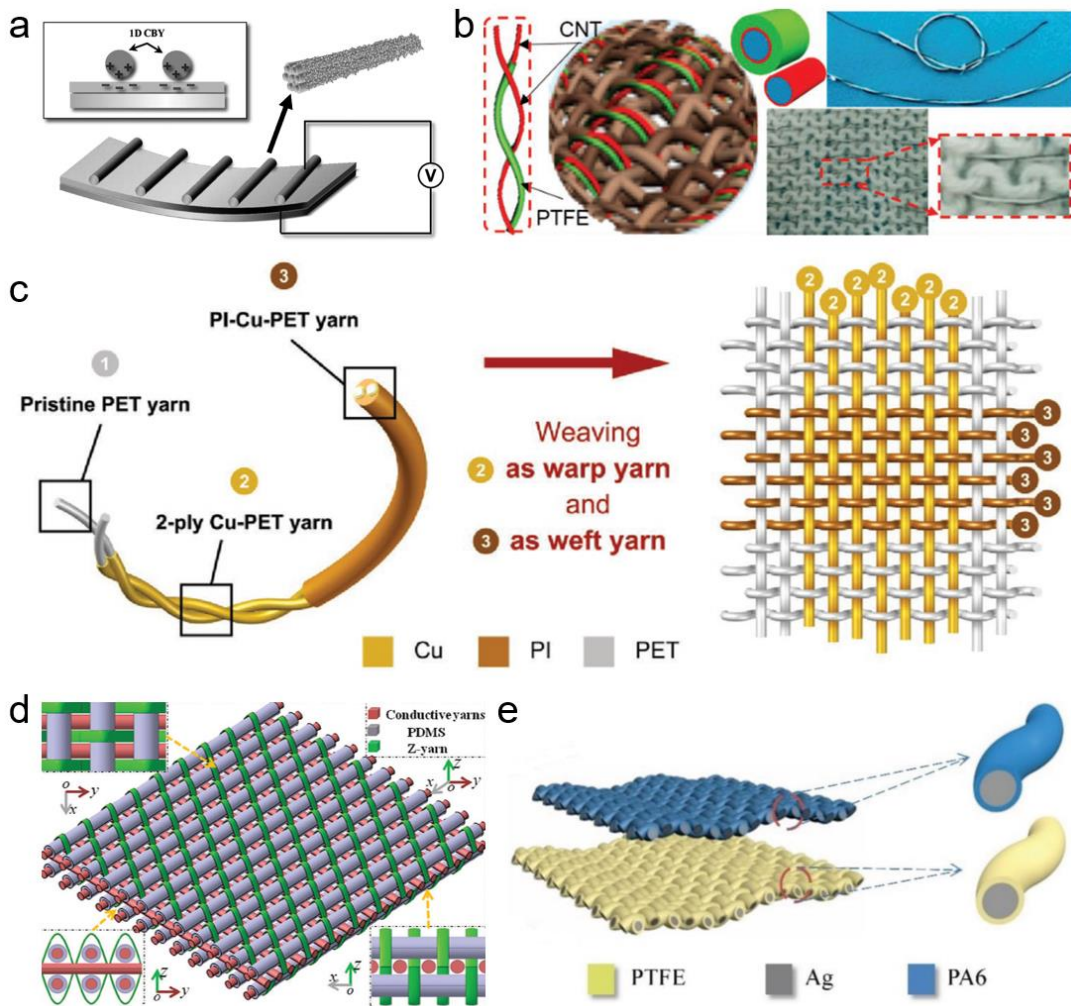 a
1D CBY
+ + +
+ + +
V
b
CNT
PTFE
c
3
PI-Cu-PET yarn
1
Pristine PET yarn
2
2-ply Cu-PET yarn
Weaving
2 as warp yarn
and
3 as weft yarn
2 2 2 2 2 2 2
3
3
3
3
3
3
Cu PI PET
d
Conductive yarns
PDMS
Z-yarn
o y
x
z
x o y
z
o y
z
x o
e
PTFE Ag PA6